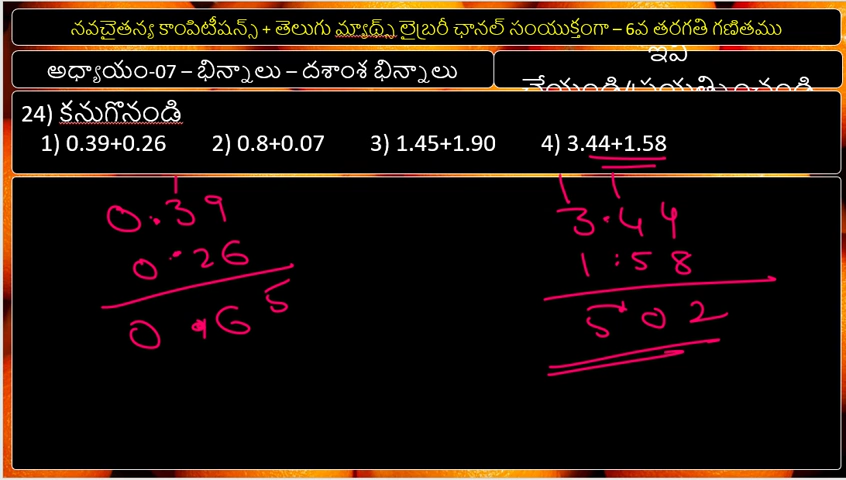 నవచైతన్య కాంపిటీషన్స్ + తెలుగు మ్యాథ్స్ లైబ్రరీ ఛానల్ సంయుక్తంగా – 6వ తరగతి గణితము
అధ్యాయం-07 – భిన్నాలు – దశాంశ భిన్నాలు
ఇవి
చేయండి/ప్రయత్నించండి
24) కనుగొనండి
1) 0.39+0.26 2) 0.8+0.07 3) 1.45+1.90 4) 3.44+1.58
1 1 1
0.39 3.44
0.26 1.58
0.65 5.02